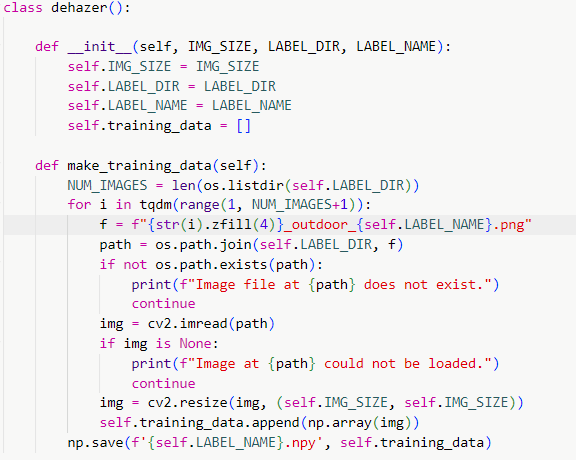 class dehazer():
    def __init__(self, IMG_SIZE, LABEL_DIR, LABEL_NAME):
        self.IMG_SIZE = IMG_SIZE
        self.LABEL_DIR = LABEL_DIR
        self.LABEL_NAME = LABEL_NAME
        self.training_data = []
    def make_training_data(self):
        NUM_IMAGES = len(os.listdir(self.LABEL_DIR))
        for i in tqdm(range(1, NUM_IMAGES+1)):
            f = f"{str(i).zfill(4)}_outdoor_{self.LABEL_NAME}.png"
            path = os.path.join(self.LABEL_DIR, f)
            if not os.path.exists(path):
                print(f"Image file at {path} does not exist.")
                continue
            img = cv2.imread(path)
            if img is None:
                print(f"Image at {path} could not be loaded.")
                continue
            img = cv2.resize(img, (self.IMG_SIZE, self.IMG_SIZE))
            self.training_data.append(np.array(img))
        np.save(f'{self.LABEL_NAME}.npy', self.training_data)